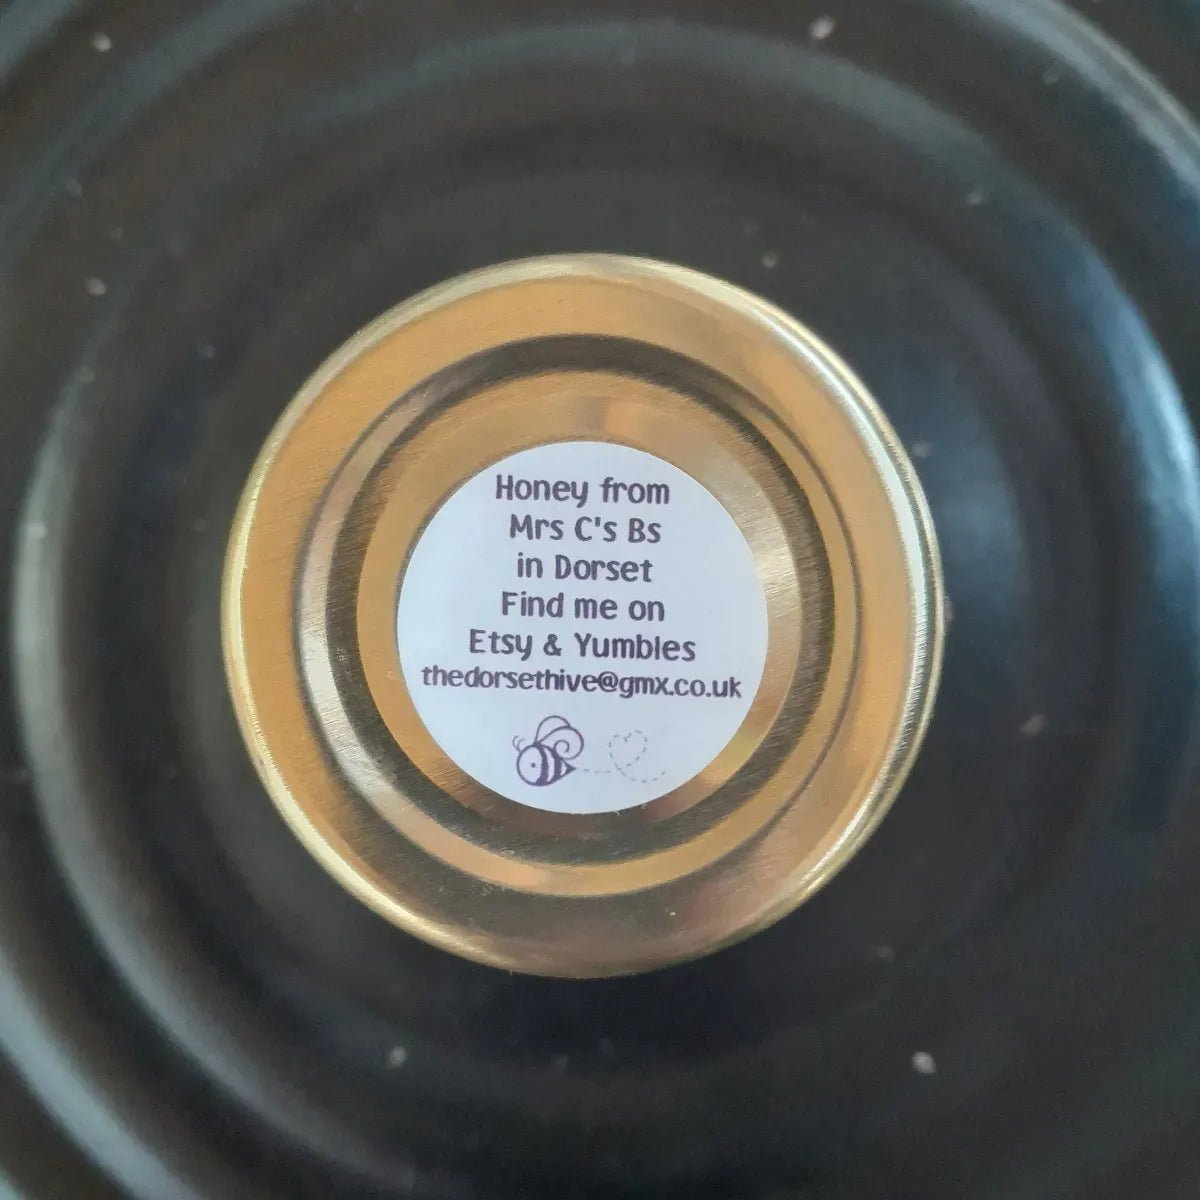 Honey from
Mrs C's Bs
in Dorset
Find me on
Etsy & Yumbles
thedorsethive@gmx.co.uk